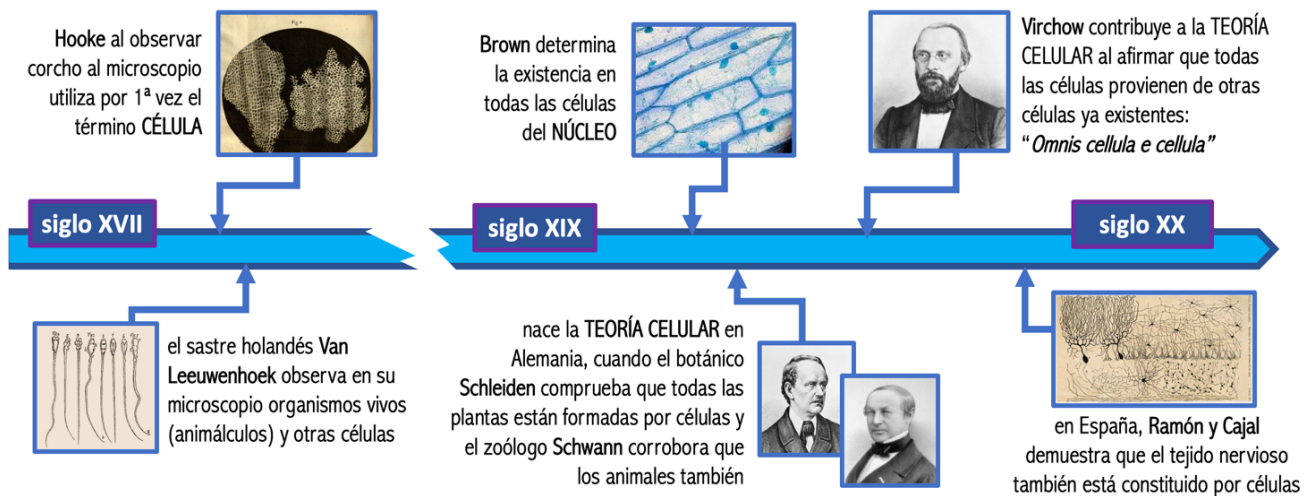 Hooke al observar
corcho al microscopio
utiliza por 1ª vez el
término CÉLULA
Brown determina
la existencia en
todas las células
del NÚCLEO
Virchow contribuye a la TEORÍA
CELULAR al afirmar que todas
las células provienen de otras
células ya existentes:
“Omnis cellula e cellula”
siglo XVII
siglo XIX
siglo XX
el sastre holandés Van
Leeuwenhoek observa en su
microscopio organismos vivos
(animálculos) y otras células
nace la TEORÍA CELULAR en
Alemania, cuando el botánico
Schleiden comprueba que todas las
plantas están formadas por células y
el zoólogo Schwann corrobora que
los animales también
en España, Ramón y Cajal
demuestra que el tejido nervioso
también está constituido por células